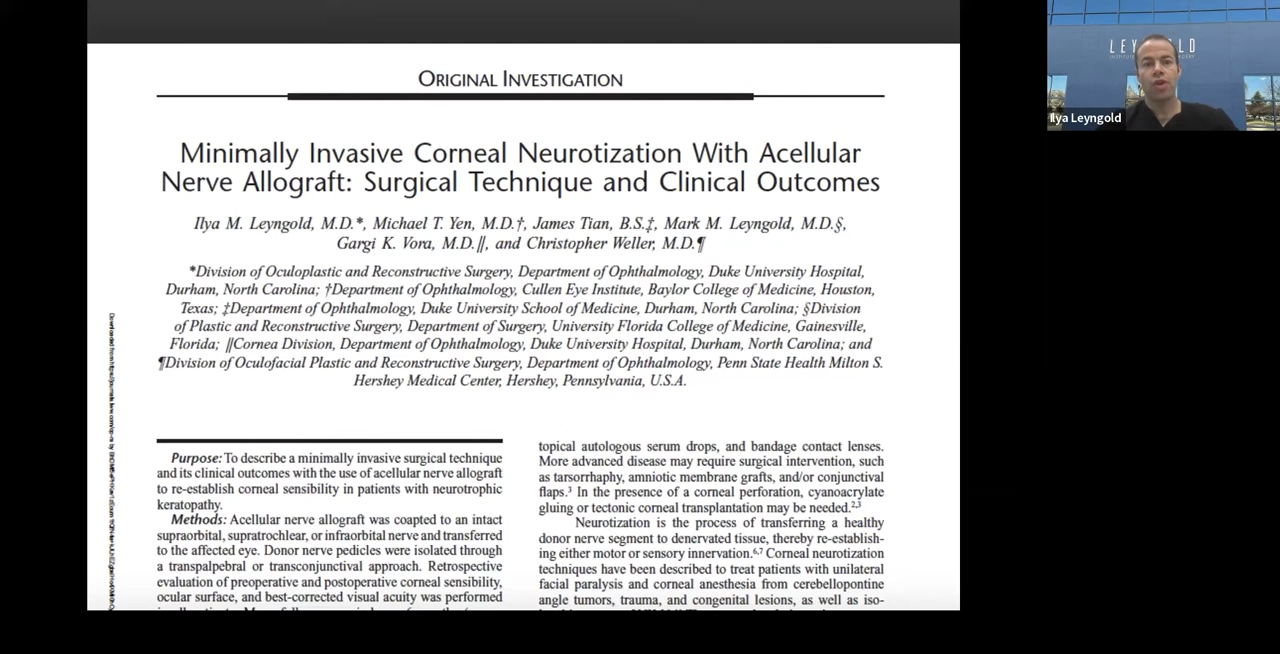 ORIGINAL INVESTIGATION
Minimally Invasive Corneal Neurotization With Acellular
Nerve Allograft: Surgical Technique and Clinical Outcomes
Ilya M. Leyngold, M.D.*, Michael T. Yen, M.D.†, James Tian, B.S.‡, Mark M. Leyngold, M.D.§,
Gargi K. Vora, M.D.||, and Christopher Weller, M.D.¶
*Division of Oculoplastic and Reconstructive Surgery, Department of Ophthalmology, Duke University Hospital,
Durham, North Carolina; †Department of Ophthalmology, Cullen Eye Institute, Baylor College of Medicine, Houston,
Texas; ‡Department of Ophthalmology, Duke University School of Medicine, Durham, North Carolina; §Division
of Plastic and Reconstructive Surgery, Department of Surgery, University Florida College of Medicine, Gainesville,
Florida; ||Cornea Division, Department of Ophthalmology, Duke University Hospital, Durham, North Carolina; and
¶Division of Oculofacial Plastic and Reconstructive Surgery, Department of Ophthalmology, Penn State Health Milton S.
Hershey Medical Center, Hershey, Pennsylvania, U.S.A.
Purpose: To describe a minimally invasive surgical technique
and its clinical outcomes with the use of acellular nerve allograft
to re-establish corneal sensibility in patients with neurotrophic
keratopathy.
Methods: Acellular nerve allograft was coapted to an intact
supraorbital, supratrochlear, or infraorbital nerve and transferred
to the affected eye. Donor nerve pedicles were isolated through
a transpalpebral or transconjunctival approach. Retrospective
evaluation of preoperative and postoperative corneal sensibility,
ocular surface, and best-corrected visual acuity was performed
topical autologous serum drops, and bandage contact lenses.
More advanced disease may require surgical intervention, such
as tarsorrhaphy, amniotic membrane grafts, and/or conjunctival
flaps.3 In the presence of a corneal perforation, cyanoacrylate
gluing or tectonic corneal transplantation may be needed.2,3
Neurotization is the process of transferring a healthy
donor nerve segment to denervated tissue, thereby re-establish-
ing either motor or sensory innervation.6,7 Corneal neurotization
techniques have been described to treat patients with unilateral
facial paralysis and corneal anesthesia from cerebellopontine
angle tumors, trauma, and congenital lesions, as well as iso-
Ilya Leyngold